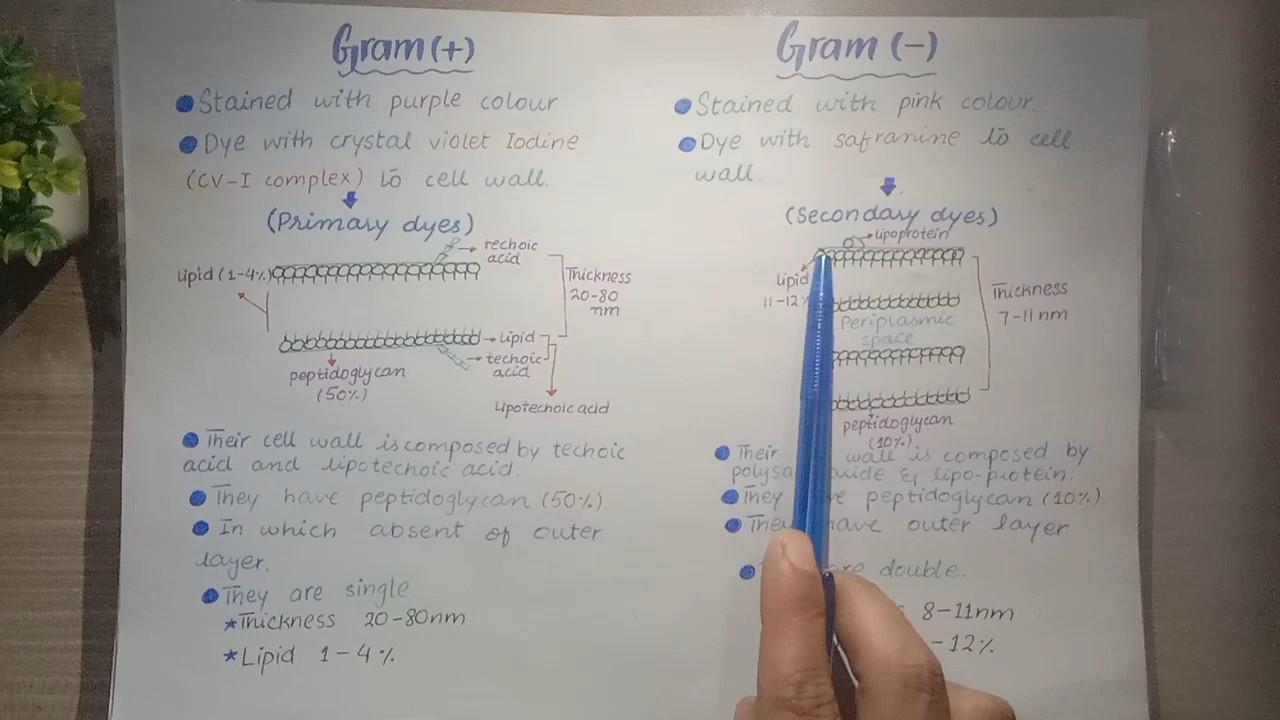 Gram (+)
Stained with purple colour
Dye with crystal violet Iodine
(CV-I complex) to cell wall.
(Primary dyes)
techoic
acid
Lipid (1-4%)
Thickness
20-80
nm
Lipid
techoic
acid
peptidoglycan
(50%)
Lipotechoic acid
Their cell wall is composed by techoic
acid and lipotechoic acid.
They have peptidoglycan (50%).
In which absent of outer
layer.
They are single
*Thickness 20-80nm
*Lipid 1-4%
Gram (-)
Stained with pink colour.
Dye with safranine to cell
wall
(Secondary dyes)
lipoprotein
Lipid
11-12%
Periplasmic
space
Thickness
7-11nm
peptidoglycan
(10%).
Their wall is composed by
& lipo-protein.
They peptidoglycan (10%)
They have outer layer.
double.
8-11nm
-12%